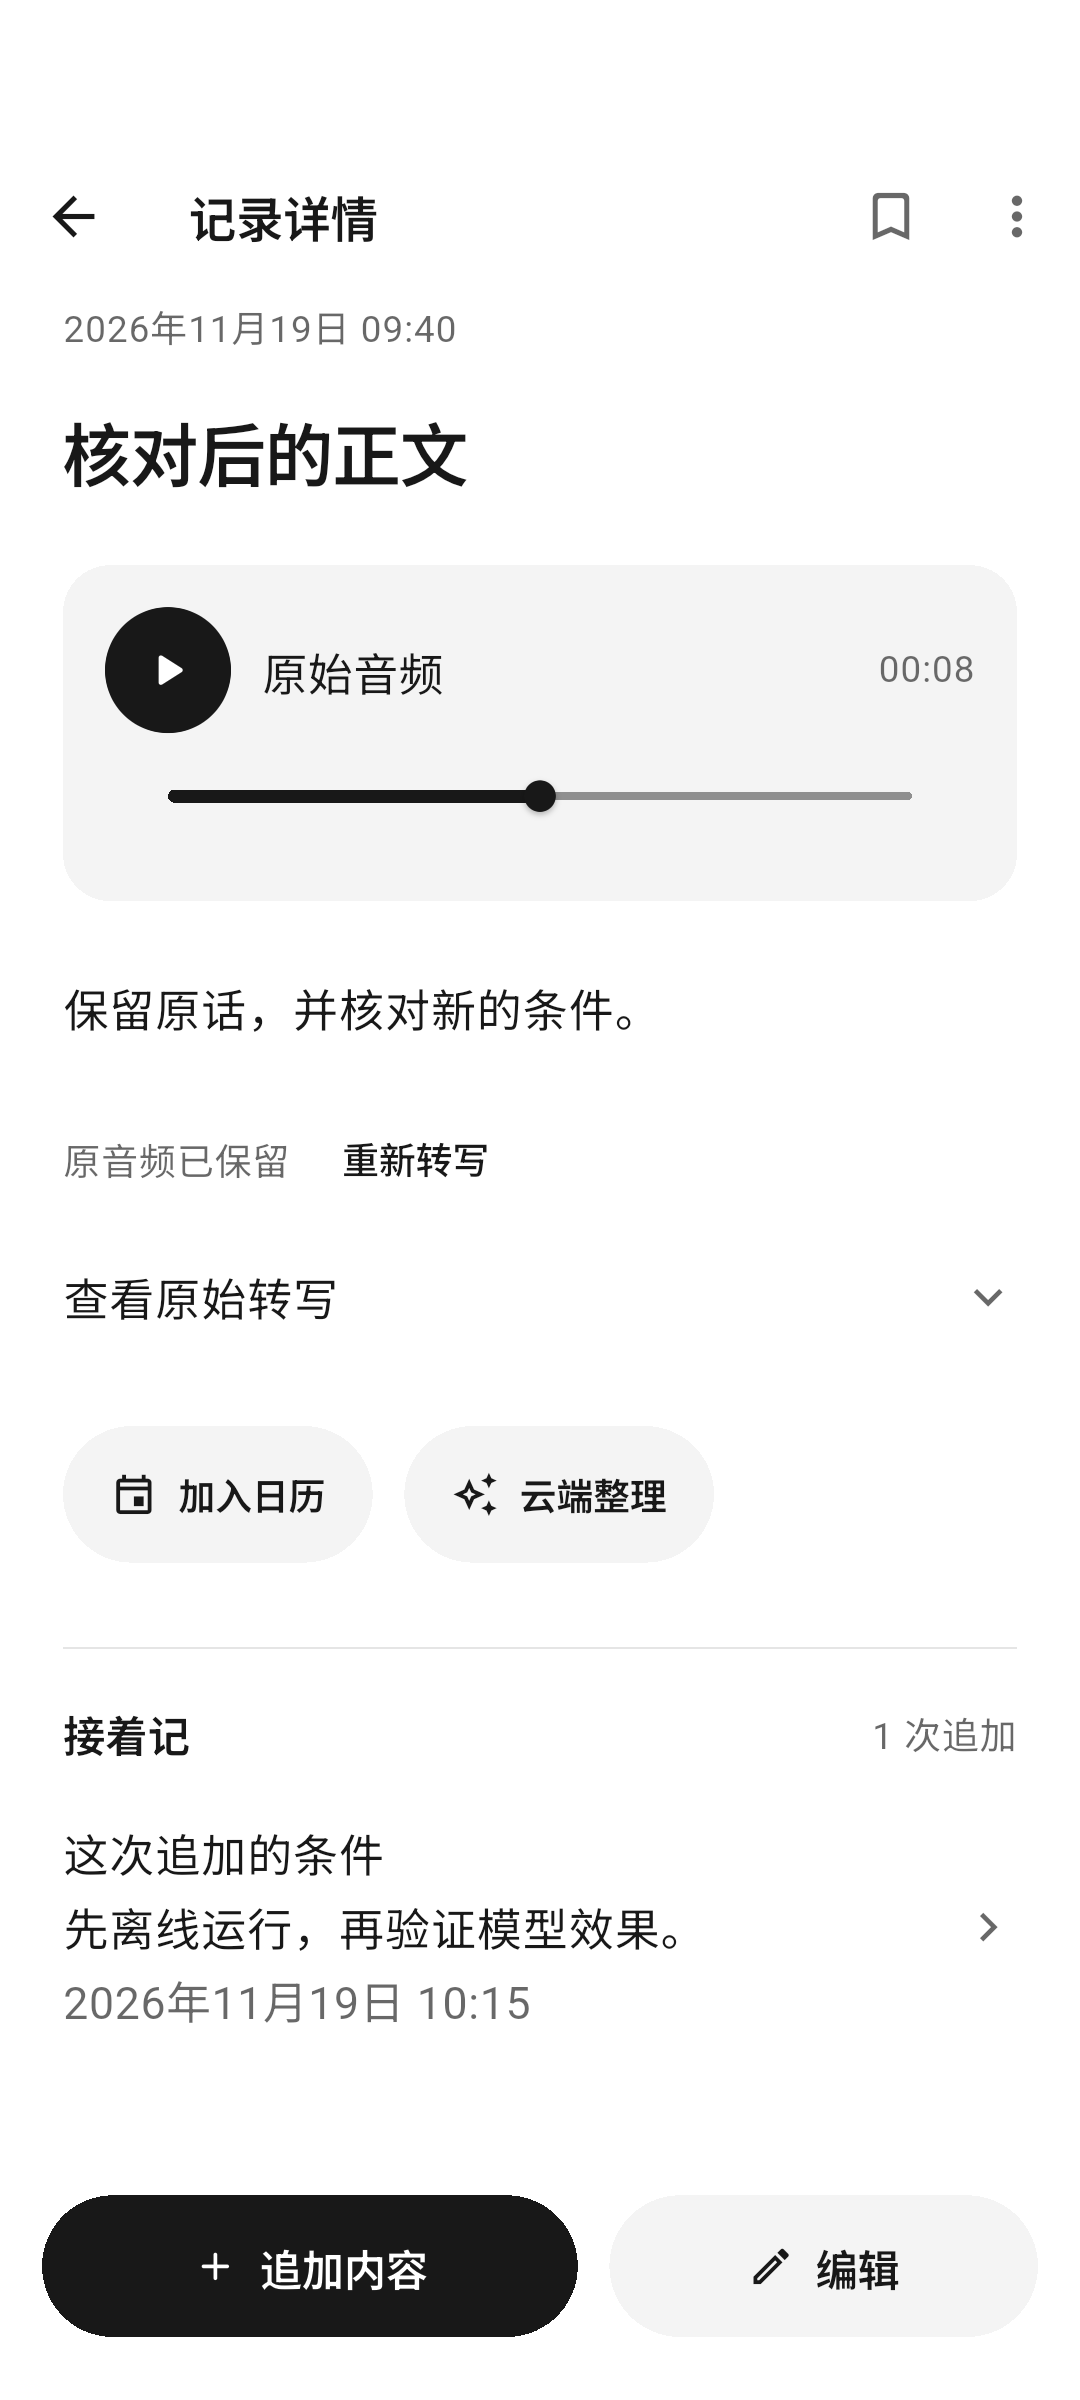 记录详情
2026年11月19日 09:40
核对后的正文
原始音频 00:08
保留原话，并核对新的条件。
原音频已保留 重新转写
查看原始转写
加入日历 云端整理
接着记 1 次追加
这次追加的条件
先离线运行，再验证模型效果。
2026年11月19日 10:15
追加内容 编辑